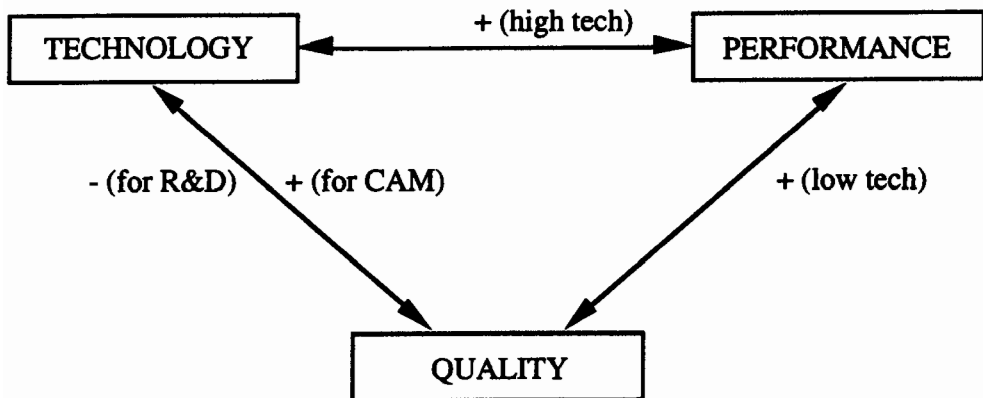 + (high tech)
TECHNOLOGY
PERFORMANCE
- (for R&D)
+ (for CAM)
+ (low tech)
QUALITY